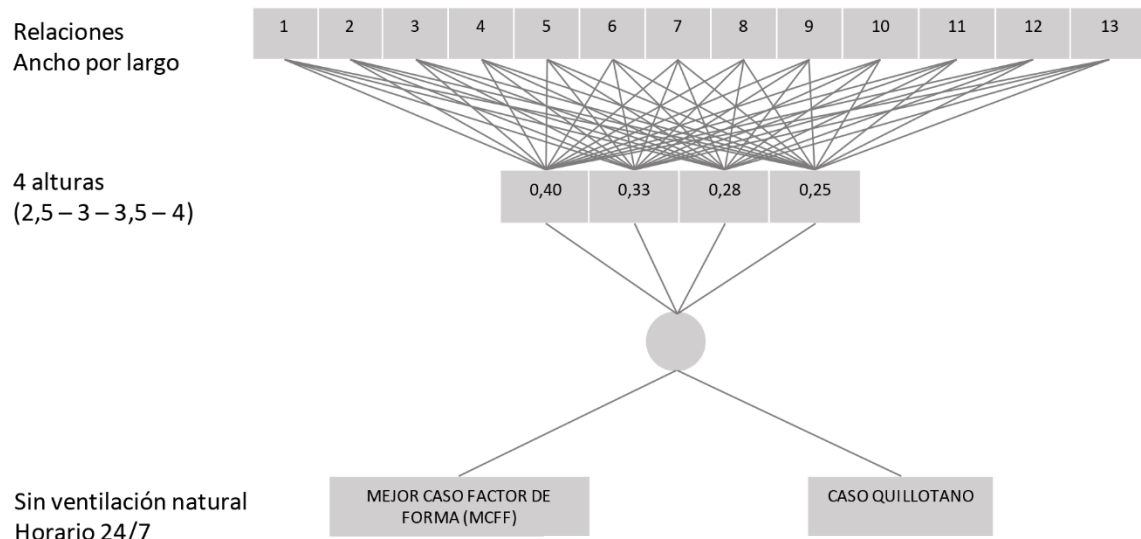 Relaciones
Ancho por largo
1 2 3 4 5 6 7 8 9 10 11 12 13
4 alturas
(2,5 – 3 – 3,5 – 4)
0,40 0,33 0,28 0,25
Sin ventilación natural
Horario 24/7
MEJOR CASO FACTOR DE
FORMA (MCFF)
CASO QUILLOTANO